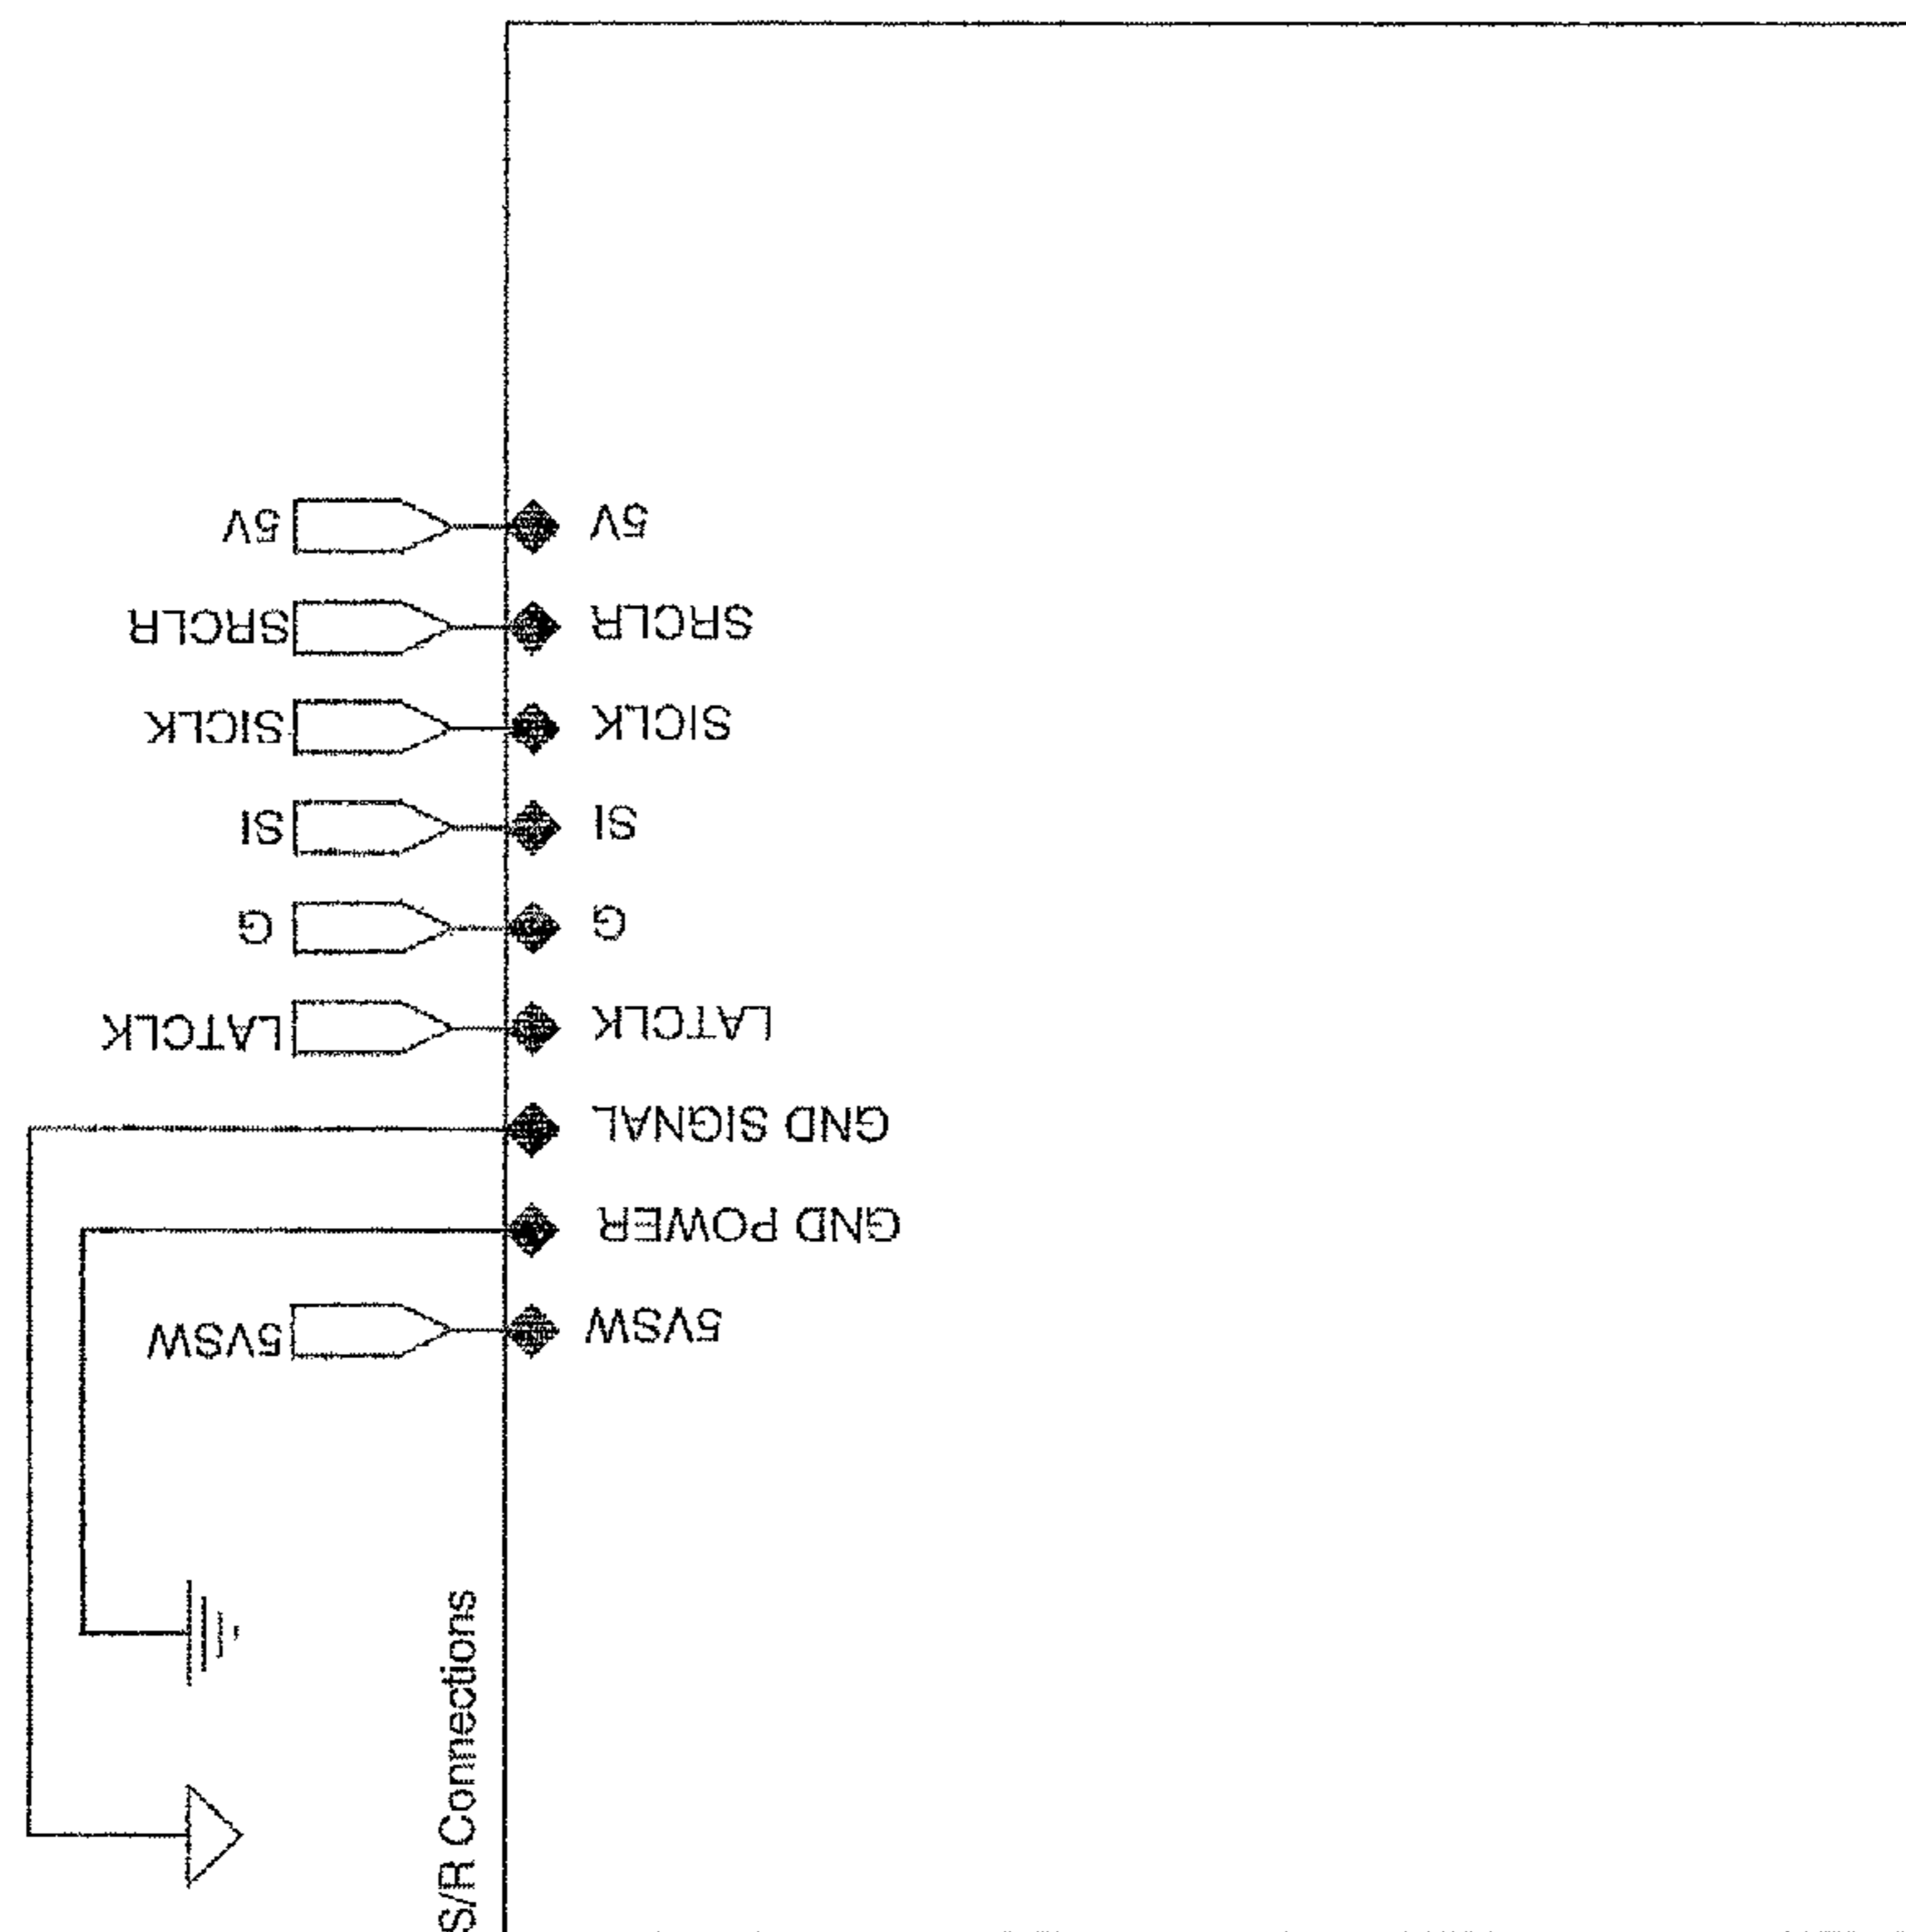 5V 5V
SRCLR SRCLR
SICLK SICLK
SI SI
G G
LATCLK LATCLK
GND SIGNAL
GND POWER
5VSW 5VSW
S/R Connections